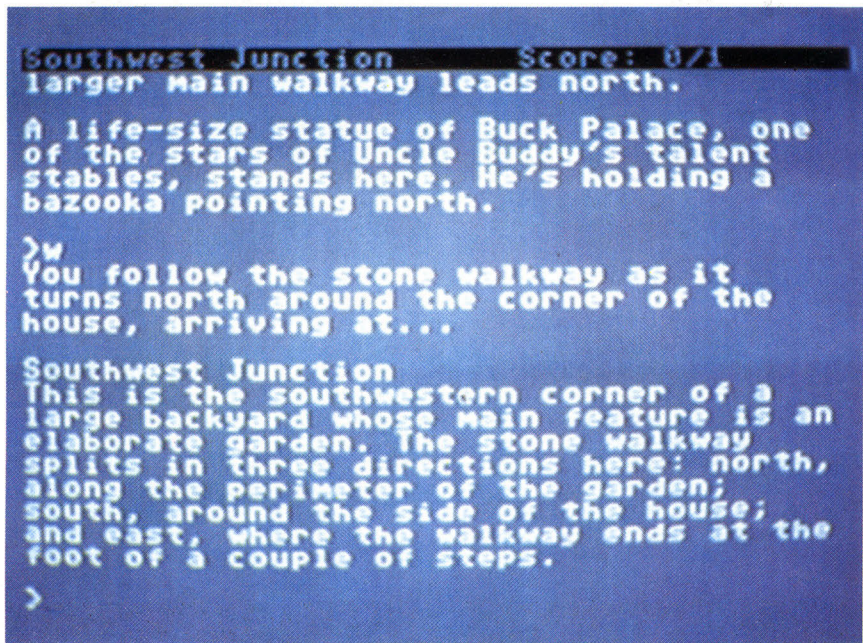 Southwest Junction Score: 0/1
larger main walkway leads north.
A life-size statue of Buck Palace, one
of the stars of Uncle Buddy's talent
stables, stands here. He's holding a
bazooka pointing north.
>w
You follow the stone walkway as it
turns north around the corner of the
house, arriving at...
Southwest Junction
This is the southwestern corner of a
large backyard whose main feature is an
elaborate garden. The stone walkway
splits in three directions here: north,
along the perimeter of the garden;
south, around the side of the house;
and east, where the walkway ends at the
foot of a couple of steps.
>